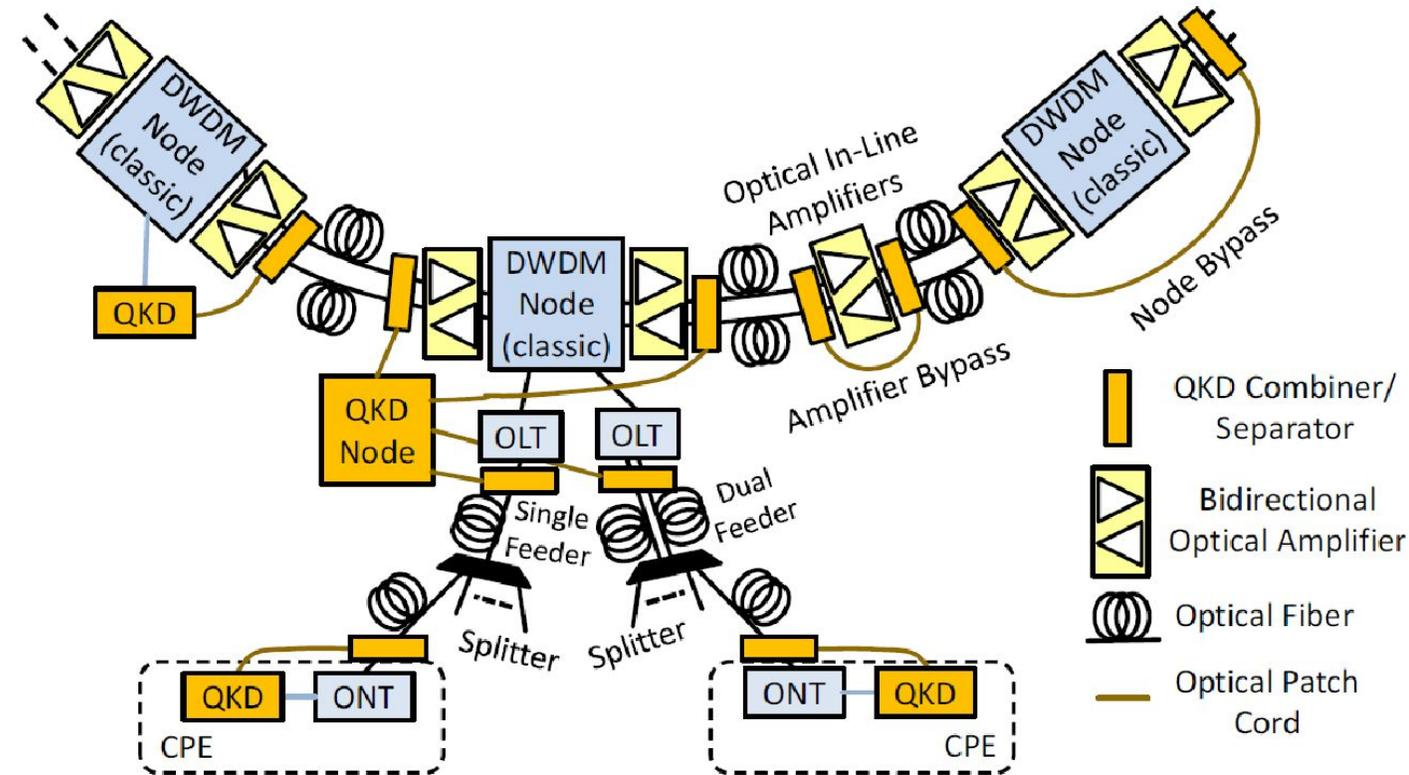 DWDM
Node
(classic)
QKD
DWDM
Node
(classic)
Optical In-Line
Amplifiers
DWDM
Node
(classic)
Node Bypass
Amplifier Bypass
QKD
Node
OLT
OLT
Single
Feeder
Dual
Feeder
Splitter
Splitter
QKD
ONT
CPE
ONT
QKD
CPE
QKD Combiner/
Separator
Bidirectional
Optical Amplifier
Optical Fiber
Optical Patch
Cord